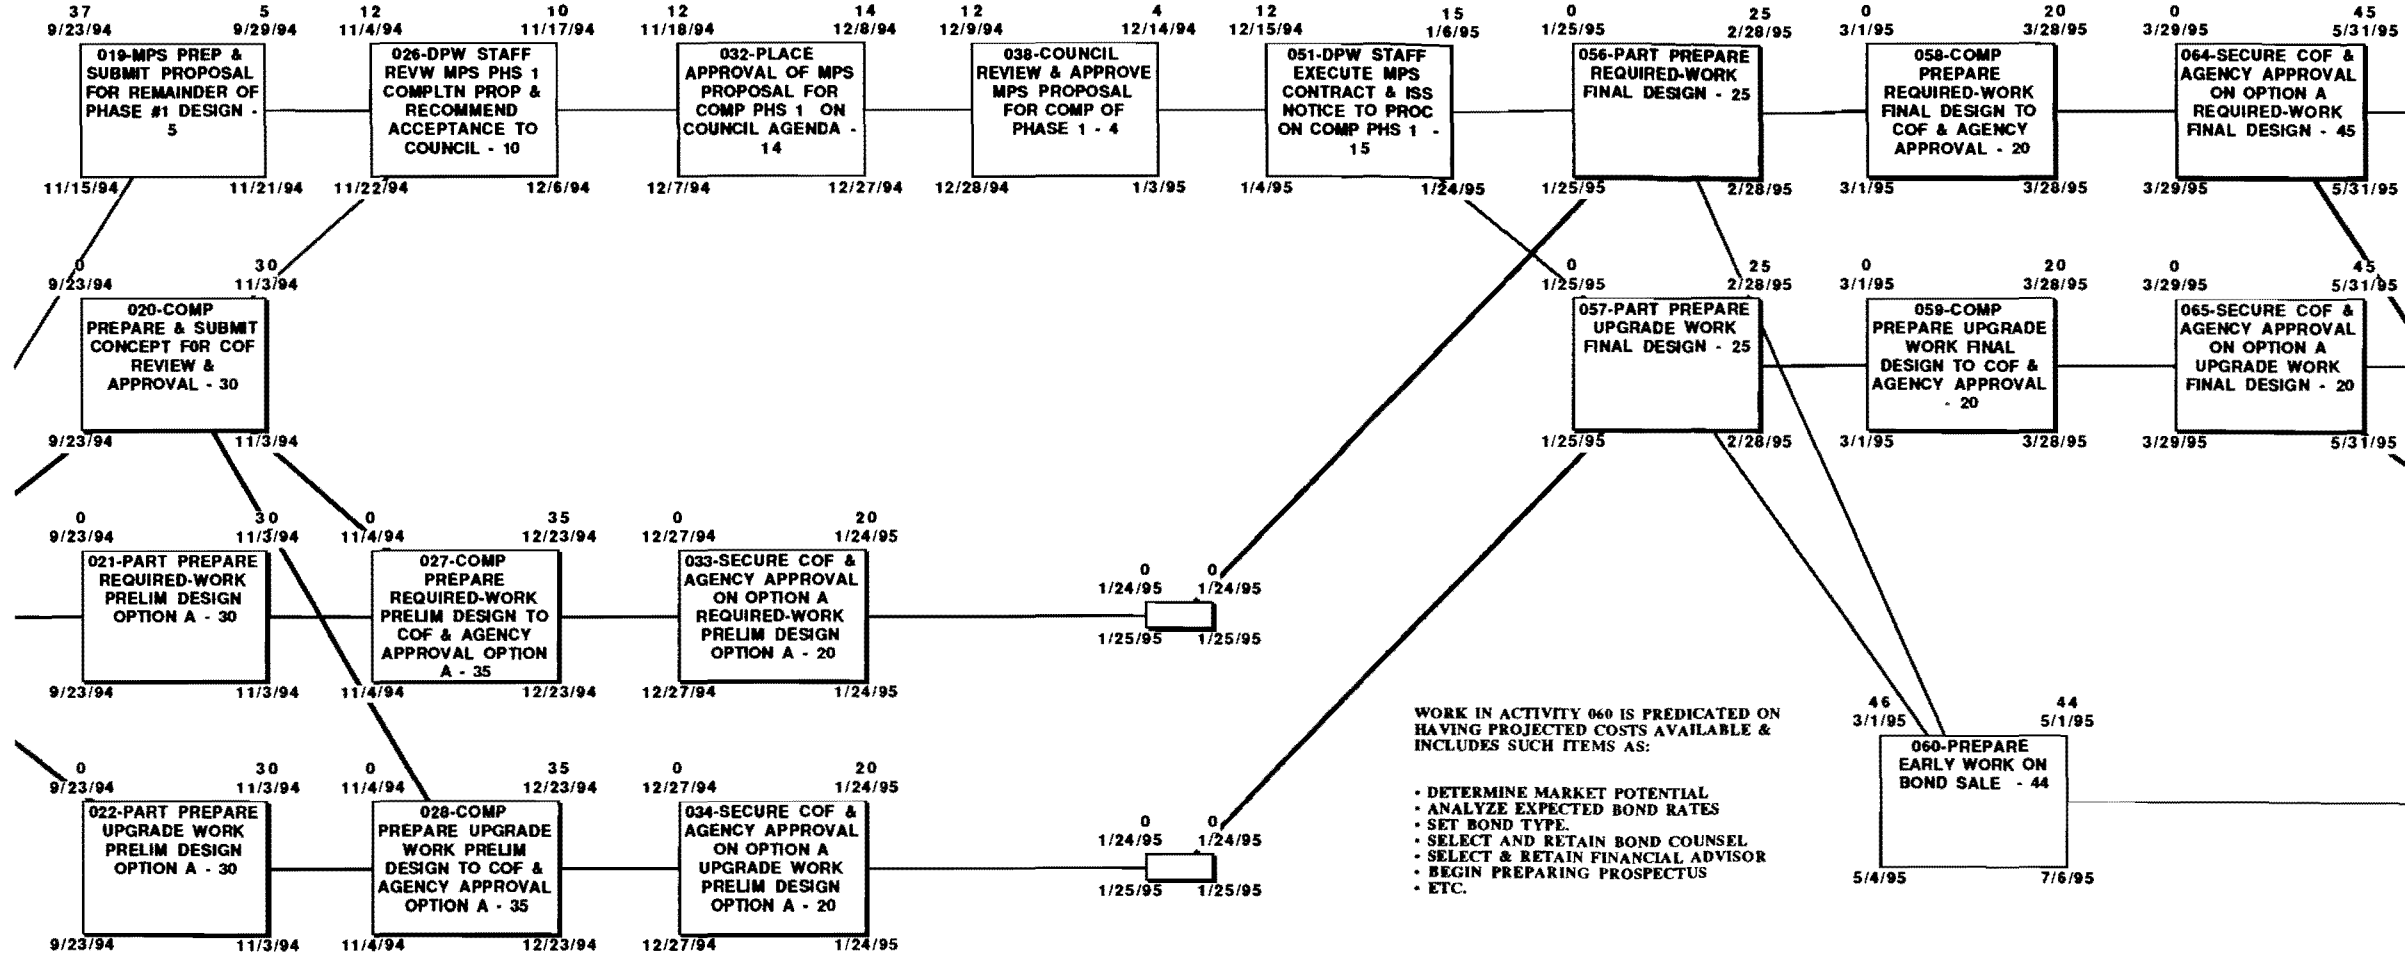 37 5 12 10 12 14 12 4 12 15 0 25 0 20 0 45
9/23/94 9/29/94 11/4/94 11/17/94 11/18/94 12/8/94 12/9/94 12/14/94 12/15/94 1/6/95 1/25/95 2/28/95 3/1/95 3/28/95 3/29/95 5/31/95
019-MPS PREP &
SUBMIT PROPOSAL
FOR REMAINDER OF
PHASE #1 DESIGN -
5
11/15/94 11/21/94
026-DPW STAFF
REVW MPS PHS 1
COMPLTN PROP &
RECOMMEND
ACCEPTANCE TO
COUNCIL - 10
11/22/94 12/6/94
032-PLACE
APPROVAL OF MPS
PROPOSAL FOR
COMP PHS 1 ON
COUNCIL AGENDA -
14
12/7/94 12/27/94
038-COUNCIL
REVIEW & APPROVE
MPS PROPOSAL
FOR COMP OF
PHASE 1 - 4
12/28/94 1/3/95
051-DPW STAFF
EXECUTE MPS
CONTRACT & ISS
NOTICE TO PROC
ON COMP PHS 1 -
15
1/4/95 1/24/95
056-PART PREPARE
REQUIRED-WORK
FINAL DESIGN - 25
1/25/95 2/28/95
058-COMP
PREPARE
REQUIRED-WORK
FINAL DESIGN TO
COF & AGENCY
APPROVAL - 20
3/1/95 3/28/95
064-SECURE COF &
AGENCY APPROVAL
ON OPTION A
REQUIRED-WORK
FINAL DESIGN - 45
3/29/95 5/31/95
0 30
9/23/94 11/3/94
020-COMP
PREPARE & SUBMIT
CONCEPT FOR COF
REVIEW &
APPROVAL - 30
9/23/94 11/3/94
0 25
1/25/95 2/28/95
057-PART PREPARE
UPGRADE WORK
FINAL DESIGN - 25
1/25/95 2/28/95
0 20
3/1/95 3/28/95
059-COMP
PREPARE UPGRADE
WORK FINAL
DESIGN TO COF &
AGENCY APPROVAL
- 20
3/1/95 3/28/95
0 45
3/29/95 5/31/95
065-SECURE COF &
AGENCY APPROVAL
ON OPTION A
UPGRADE WORK
FINAL DESIGN - 20
3/29/95 5/31/95
0 30
9/23/94 11/3/94
021-PART PREPARE
REQUIRED-WORK
PRELIM DESIGN
OPTION A - 30
9/23/94 11/3/94
0 35
11/4/94 12/23/94
027-COMP
PREPARE
REQUIRED-WORK
PRELIM DESIGN TO
COF & AGENCY
APPROVAL OPTION
A - 35
11/4/94 12/23/94
0 20
12/27/94 1/24/95
033-SECURE COF &
AGENCY APPROVAL
ON OPTION A
REQUIRED-WORK
PRELIM DESIGN
OPTION A - 20
12/27/94 1/24/95
0 0
1/24/95 1/24/95
1/25/95 1/25/95
0 30
9/23/94 11/3/94
022-PART PREPARE
UPGRADE WORK
PRELIM DESIGN
OPTION A - 30
9/23/94 11/3/94
0 35
11/4/94 12/23/94
028-COMP
PREPARE UPGRADE
WORK PRELIM
DESIGN TO COF &
AGENCY APPROVAL
OPTION A - 35
11/4/94 12/23/94
0 20
12/27/94 1/24/95
034-SECURE COF &
AGENCY APPROVAL
ON OPTION A
UPGRADE WORK
PRELIM DESIGN
OPTION A - 20
12/27/94 1/24/95
0 0
1/24/95 1/24/95
1/25/95 1/25/95
WORK IN ACTIVITY 060 IS PREDICATED ON
HAVING PROJECTED COSTS AVAILABLE &
INCLUDES SUCH ITEMS AS:
• DETERMINE MARKET POTENTIAL
• ANALYZE EXPECTED BOND RATES
• SET BOND TYPE.
• SELECT AND RETAIN BOND COUNSEL
• SELECT & RETAIN FINANCIAL ADVISOR
• BEGIN PREPARING PROSPECTUS
• ETC.
46 44
3/1/95 5/1/95
060-PREPARE
EARLY WORK ON
BOND SALE - 44
5/4/95 7/6/95